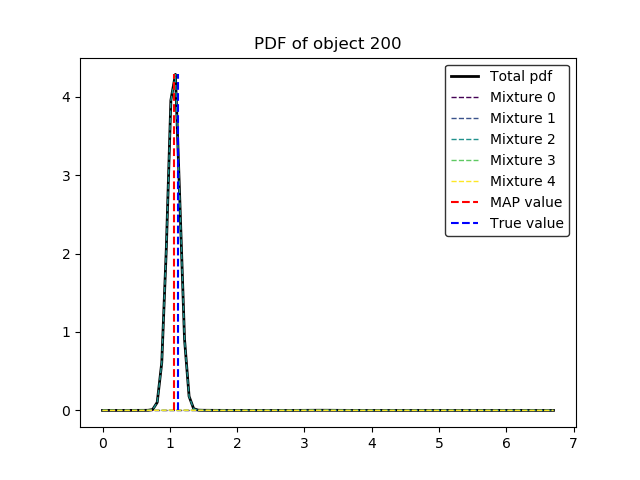 PDF of object 200
Total pdf
Mixture 0
Mixture 1
Mixture 2
Mixture 3
Mixture 4
MAP value
True value
4
3
2
1
0
0 1 2 3 4 5 6 7